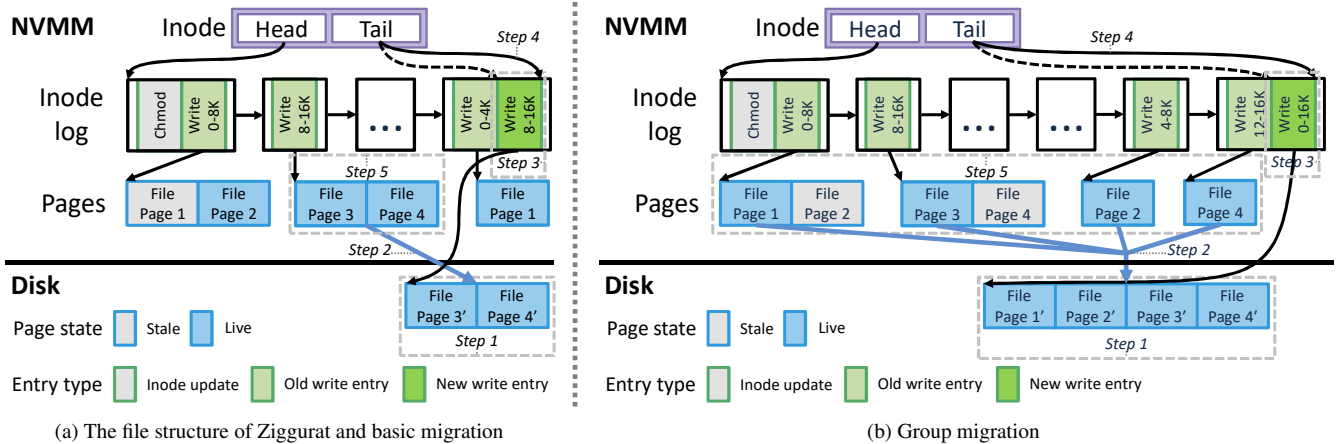 NVMM
Inode
Head
Tail
Step 4
Inode
log
Chmod
Write
0-8K
Write
8-16K
...
Write
0-4K
Write
8-16K
Step 3
Step 5
Pages
File
Page 1
File
Page 2
File
Page 3
File
Page 4
File
Page 1
Step 2
Disk
File
Page 3’
File
Page 4’
Step 1
Page state
Stale
Live
Entry type
Inode update
Old write entry
New write entry
(a) The file structure of Ziggurat and basic migration
NVMM
Inode
Head
Tail
Step 4
Inode
log
Chmod
Write
0-8K
Write
8-16K
...
...
Write
4-8K
Write
12-16K
Write
0-16K
Step 3
Step 5
Pages
File
Page 1
File
Page 2
File
Page 3
File
Page 4
File
Page 2
File
Page 4
Step 2
Disk
File
Page 1’
File
Page 2’
File
Page 3’
File
Page 4’
Step 1
Page state
Stale
Live
Entry type
Inode update
Old write entry
New write entry
(b) Group migration